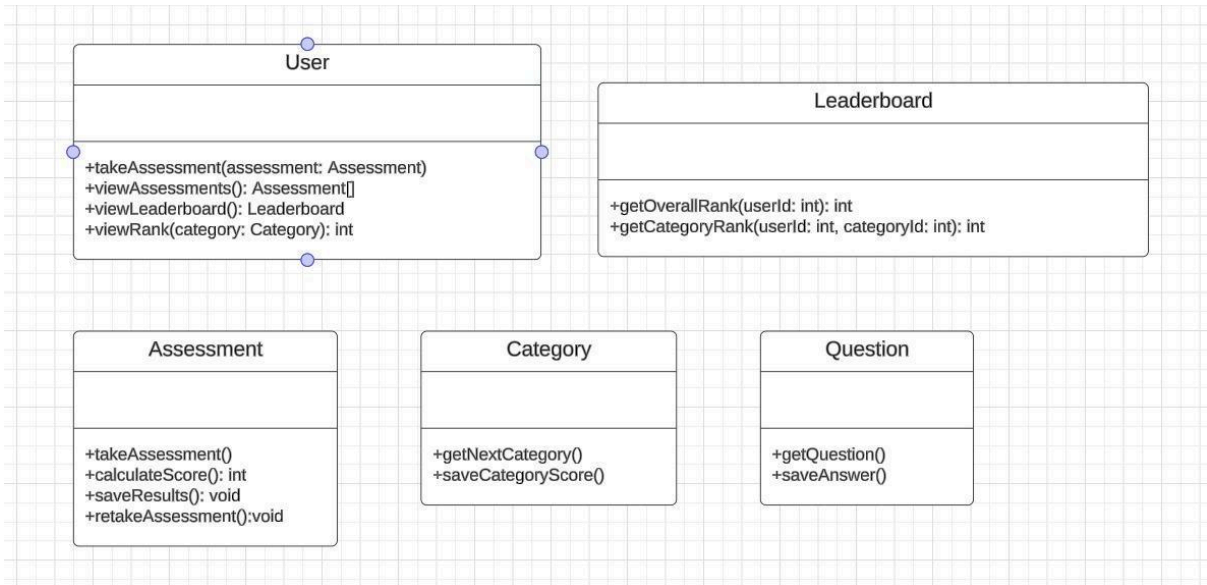 User
+takeAssessment(assessment: Assessment)
+viewAssessments(): Assessment[]
+viewLeaderboard(): Leaderboard
+viewRank(category: Category): int
Leaderboard
+getOverallRank(userId: int): int
+getCategoryRank(userId: int, categoryId: int): int
Assessment
+takeAssessment()
+calculateScore(): int
+saveResults(): void
+retakeAssessment():void
Category
+getNextCategory()
+saveCategoryScore()
Question
+getQuestion()
+saveAnswer()